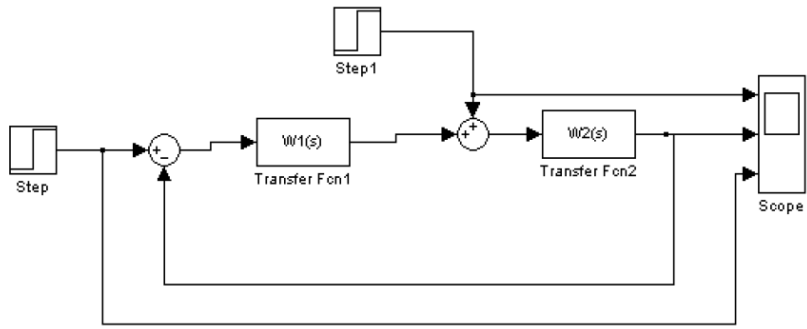 Step1
W1(s)
W2(s)
Transfer Fcn1
Transfer Fcn2
Step
Scope